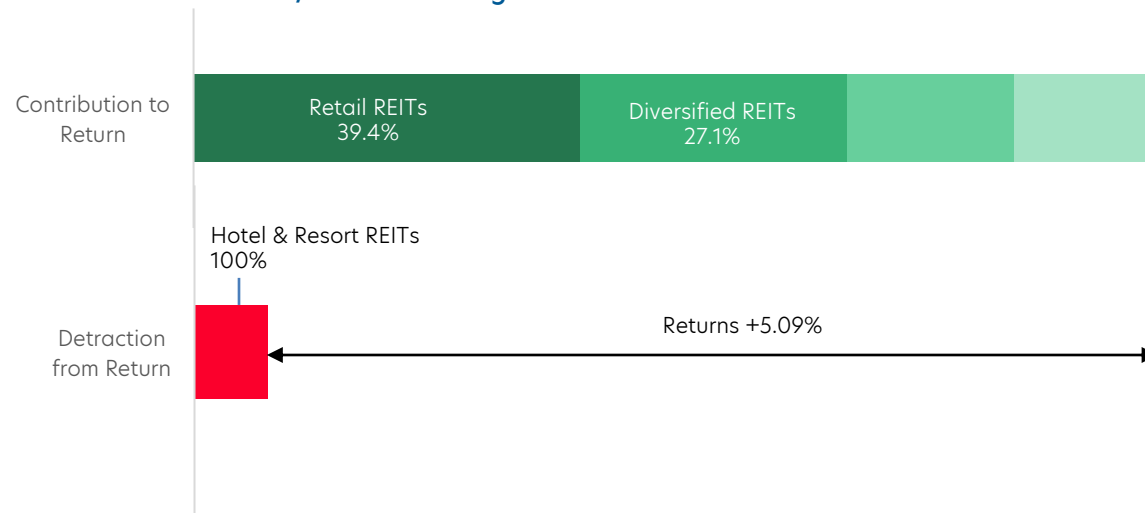 Contribution to
Return
Retail REITs
39.4%
Diversified REITs
27.1%
Hotel & Resort REITs
100%
Detraction
from Return
Returns +5.09%